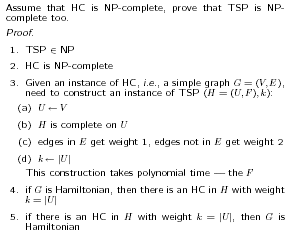 Assume that HC is NP-complete, prove that TSP is NP-
complete too.
Proof.
1. TSP ∈ NP
2. HC is NP-complete
3. Given an instance of HC, i.e., a simple graph G = (V, E),
need to construct an instance of TSP (H = (U, F), k):
(a) U ← V
(b) H is complete on U
(c) edges in E get weight 1, edges not in E get weight 2
(d) k ← |U|
This construction takes polynomial time — the F
4. if G is Hamiltonian, then there is an HC in H with weight
k = |U|
5. if there is an HC in H with weight k = |U|, then G is
Hamiltonian